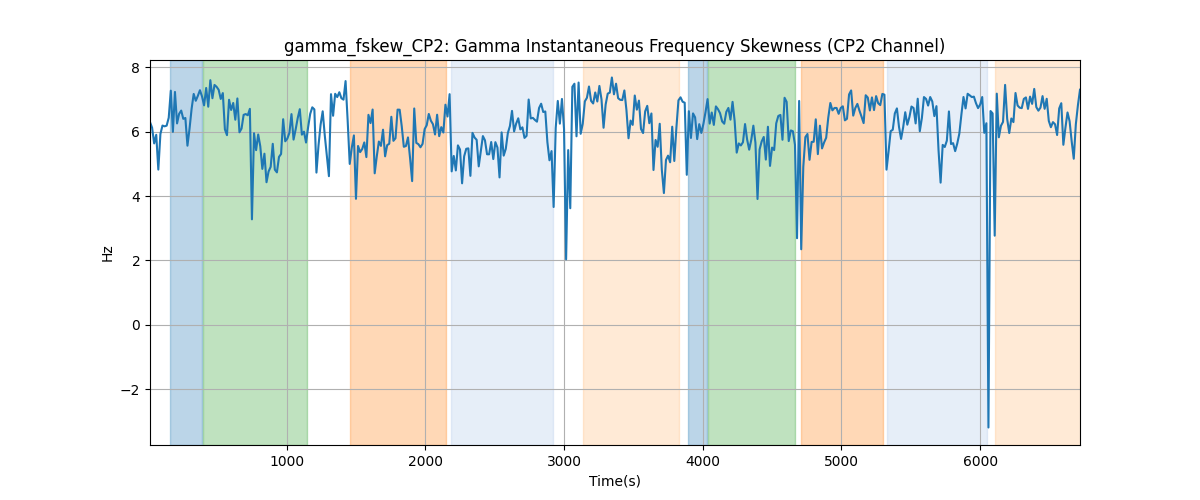 gamma_fskew_CP2: Gamma Instantaneous Frequency Skewness (CP2 Channel)
8
6
4
2
0
−2
Hz
1000 2000 3000 4000 5000 6000
Time(s)